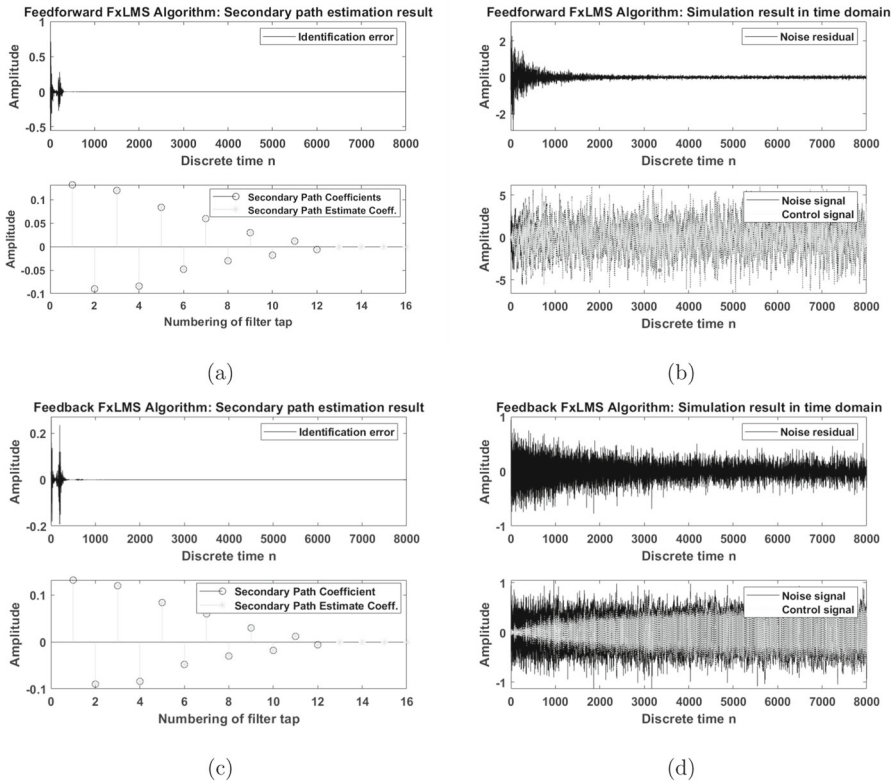 Feedforward FxLMS Algorithm: Secondary path estimation result
1
0.5
0
-0.5
Amplitude
Identification error
0 1000 2000 3000 4000 5000 6000 7000 8000
Discrete time n
0.1
0.05
0
-0.05
-0.1
Amplitude
Secondary Path Coefficients
Secondary Path Estimate Coeff.
0 2 4 6 8 10 12 14 16
Numbering of filter tap
(a)
Feedforward FxLMS Algorithm: Simulation result in time domain
2
0
-2
Amplitude
Noise residual
0 1000 2000 3000 4000 5000 6000 7000 8000
Discrete time n
5
0
-5
Amplitude
Noise signal
Control signal
0 1000 2000 3000 4000 5000 6000 7000 8000
Discrete time n
(b)
Feedback FxLMS Algorithm: Secondary path estimation result
0.2
0
-0.2
Amplitude
Identification error
0 1000 2000 3000 4000 5000 6000 7000 8000
Discrete time n
0.1
0
-0.1
Amplitude
Secondary Path Coefficient
Secondary Path Estimate Coeff.
0 2 4 6 8 10 12 14 16
Numbering of filter tap
(c)
Feedback FxLMS Algorithm: Simulation result in time domain
1
0
-1
Amplitude
Noise residual
0 1000 2000 3000 4000 5000 6000 7000 8000
Discrete time n
1
0
-1
Amplitude
Noise signal
Control signal
0 1000 2000 3000 4000 5000 6000 7000 8000
Discrete time n
(d)